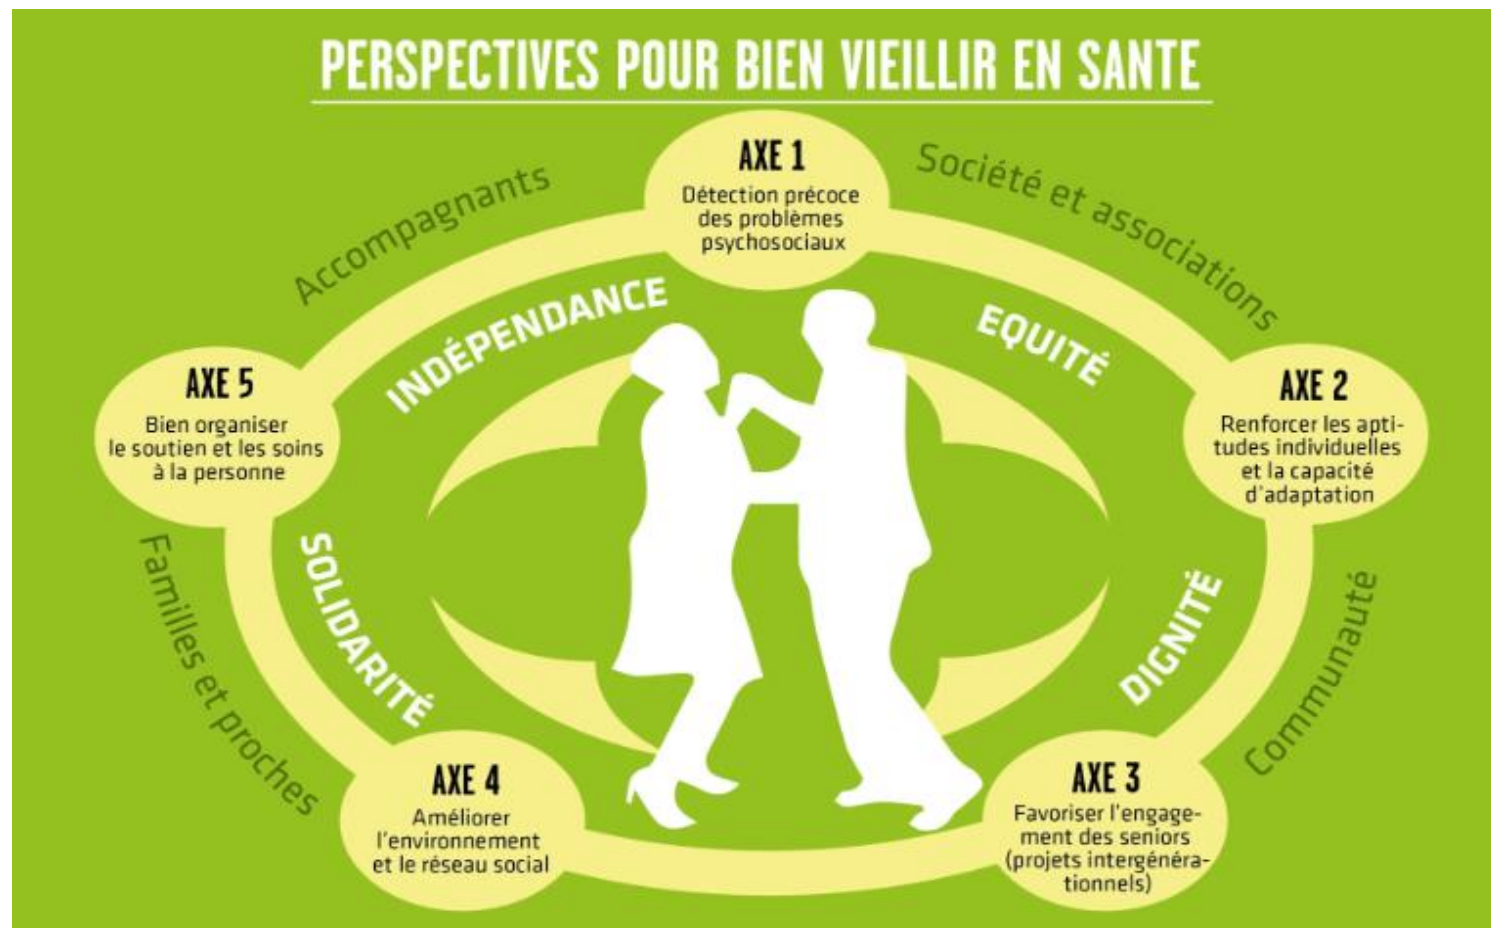 PERSPECTIVES POUR BIEN VIEILLIR EN SANTE
Accompagnants
Société et associations
AXE 1
Détection précoce
des problèmes
psychosociaux
INDÉPENDANCE
EQUITÉ
AXE 5
Bien organiser
le soutien et les soins
à la personne
AXE 2
Renforcer les apti-
tudes individuelles
et la capacité
d'adaptation
Familles et proches
SOLIDARITÉ
DIGNITÉ
Communauté
AXE 4
Améliorer
l'environnement
et le réseau social
AXE 3
Favoriser l'engage-
ment des seniors
(projets intergénéra-
tionnels)